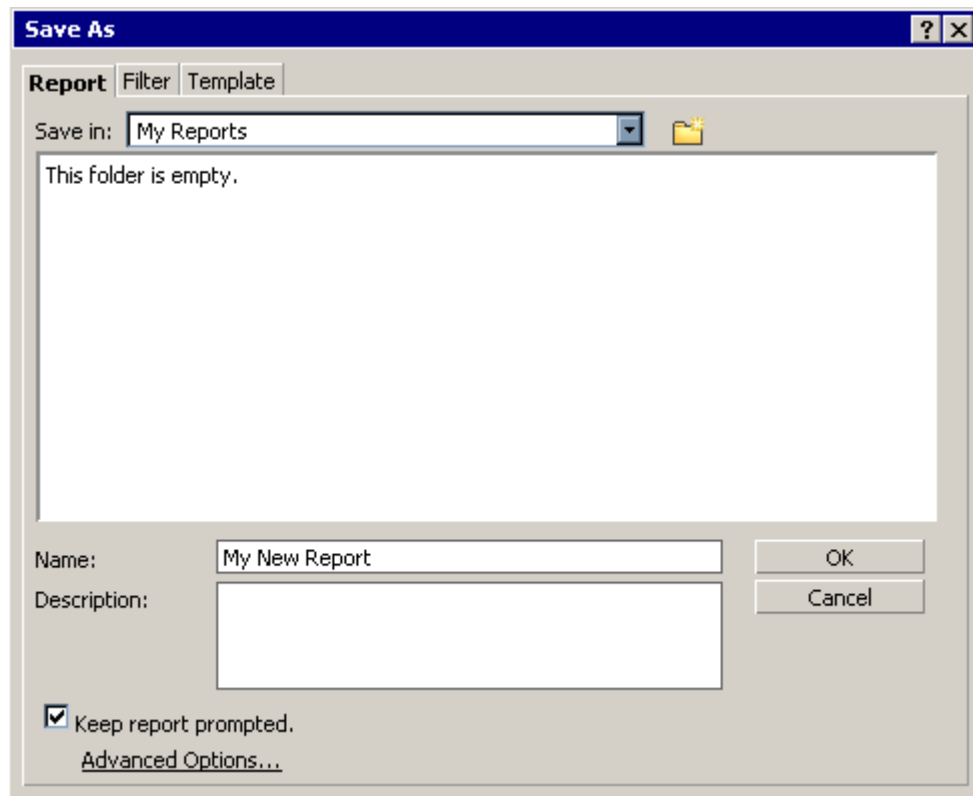 Save As
?
Report Filter Template
Save in: My Reports
This folder is empty.
Name: My New Report OK
Description: Cancel
Keep report prompted.
Advanced Options...